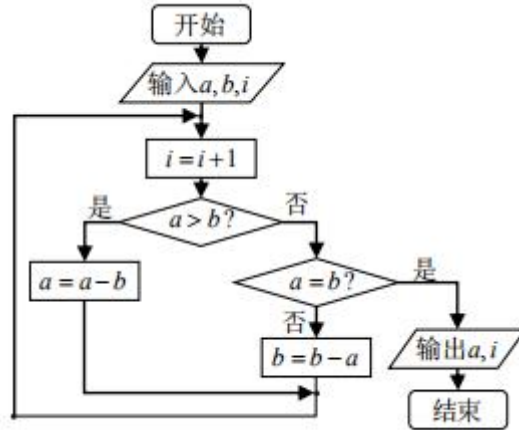 开始
输入a,b,i
i=i+1
是
a>b?
否
a=a-b
a=b?
是
否
b=b-a
输出a,i
结束